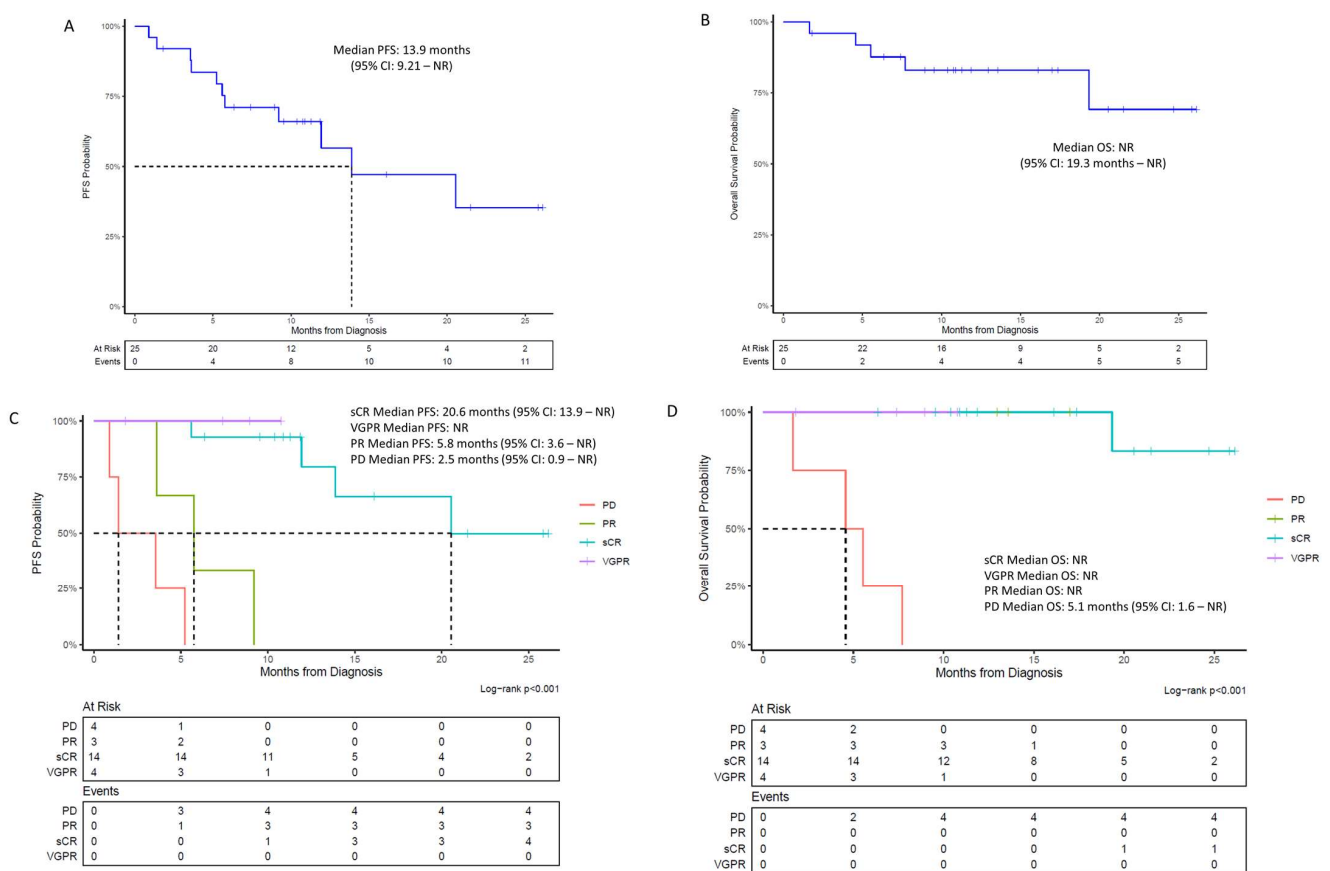 A
Median PFS: 13.9 months
(95% CI: 9.21 – NR)
PFS Probability
100%
75%
50%
25%
0%
0 5 10 15 20 25
Months from Diagnosis
At Risk 25 20 12 5 4 2
Events 0 4 8 10 10 11
B
Overall Survival Probability
100%
75%
50%
25%
0%
Median OS: NR
(95% CI: 19.3 months – NR)
0 5 10 15 20 25
Months from Diagnosis
At Risk 25 22 16 9 5 2
Events 0 2 4 4 5 5
C
sCR Median PFS: 20.6 months (95% CI: 13.9 – NR)
VGPR Median PFS: NR
PR Median PFS: 5.8 months (95% CI: 3.6 – NR)
PD Median PFS: 2.5 months (95% CI: 0.9 – NR)
PFS Probability
100%
75%
50%
25%
0%
PD
PR
sCR
VGPR
0 5 10 15 20 25
Months from Diagnosis
Log-rank p<0.001
At Risk
PD 4 1 0 0 0 0
PR 3 2 0 0 0 0
sCR 14 14 11 5 4 2
VGPR 4 3 1 0 0 0
Events
PD 0 3 4 4 4 4
PR 0 1 3 3 3 3
sCR 0 0 1 3 3 4
VGPR 0 0 0 0 0 0
D
Overall Survival Probability
100%
75%
50%
25%
0%
PD
PR
sCR
VGPR
sCR Median OS: NR
VGPR Median OS: NR
PR Median OS: NR
PD Median OS: 5.1 months (95% CI: 1.6 – NR)
0 5 10 15 20 25
Months from Diagnosis
Log-rank p<0.001
At Risk
PD 4 2 0 0 0 0
PR 3 3 3 1 0 0
sCR 14 14 12 8 5 2
VGPR 4 3 1 0 0 0
Events
PD 0 2 4 4 4 4
PR 0 0 0 0 0 0
sCR 0 0 0 0 1 1
VGPR 0 0 0 0 0 0